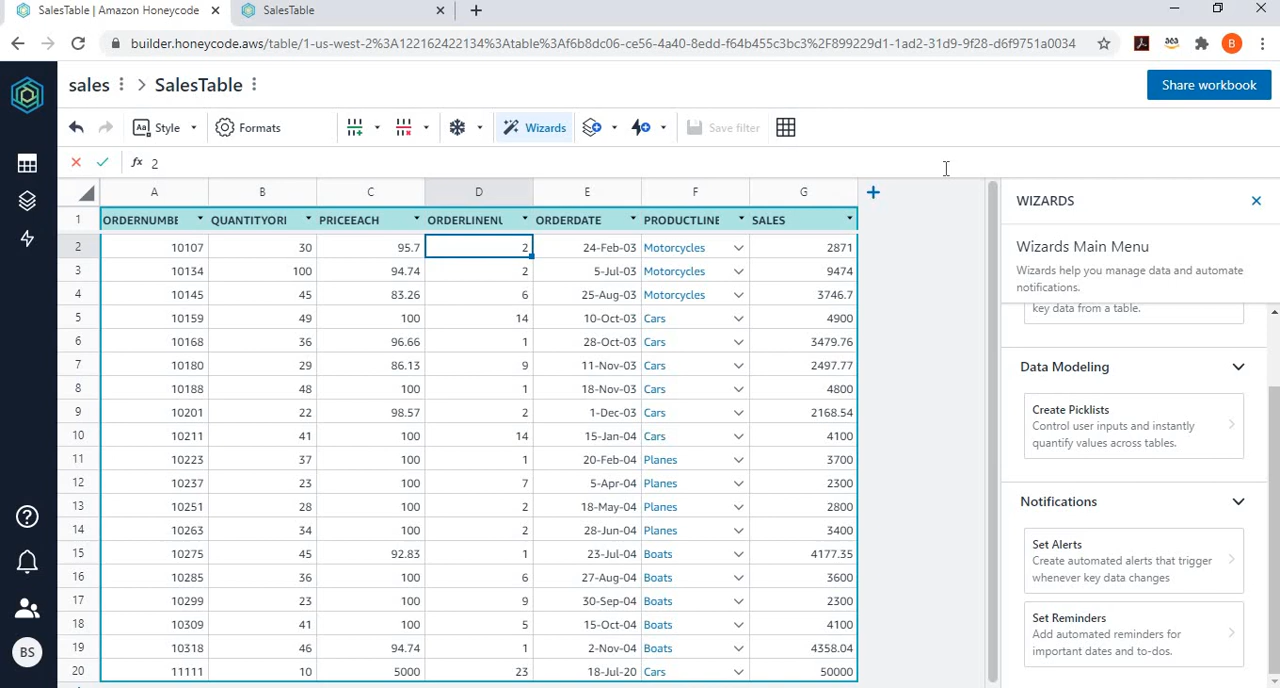 SalesTable | Amazon Honeycode
SalesTable
builder.honeycode.aws/table/1-us-west-2%3A122162422134%3Atable%3Af6b8dc06-ce56-4a40-8edd-f64b455c3bc3%2F899229d1-1ad2-31d9-9f28-d6f9751a0034
B
sales > SalesTable
Share workbook
Style
Formats
Wizards
Save filter
fx 2
A B C D E F G
1 ORDERNUMBE QUANTITYORI PRICEEACH ORDERLINENU ORDERDATE PRODUCTLINE SALES
2 10107 30 95.7 2 24-Feb-03 Motorcycles 2871
3 10134 100 94.74 2 5-Jul-03 Motorcycles 9474
4 10145 45 83.26 6 25-Aug-03 Motorcycles 3746.7
5 10159 49 100 14 10-Oct-03 Cars 4900
6 10168 36 96.66 1 28-Oct-03 Cars 3479.76
7 10180 29 86.13 9 11-Nov-03 Cars 2497.77
8 10188 48 100 1 18-Nov-03 Cars 4800
9 10201 22 98.57 2 1-Dec-03 Cars 2168.54
10 10211 41 100 14 15-Jan-04 Cars 4100
11 10223 37 100 1 20-Feb-04 Planes 3700
12 10237 23 100 7 5-Apr-04 Planes 2300
13 10251 28 100 2 18-May-04 Planes 2800
14 10263 34 100 2 28-Jun-04 Planes 3400
15 10275 45 92.83 1 23-Jul-04 Boats 4177.35
16 10285 36 100 6 27-Aug-04 Boats 3600
17 10299 23 100 9 30-Sep-04 Boats 2300
18 10309 41 100 5 15-Oct-04 Boats 4100
19 10318 46 94.74 1 2-Nov-04 Boats 4358.04
20 11111 10 5000 23 18-Jul-20 Cars 50000
BS
WIZARDS
Wizards Main Menu
Wizards help you manage data and automate
notifications.
key data from a table.
Data Modeling
Create Picklists
Control user inputs and instantly
quantify values across tables.
Notifications
Set Alerts
Create automated alerts that trigger
whenever key data changes
Set Reminders
Add automated reminders for
important dates and to-dos.